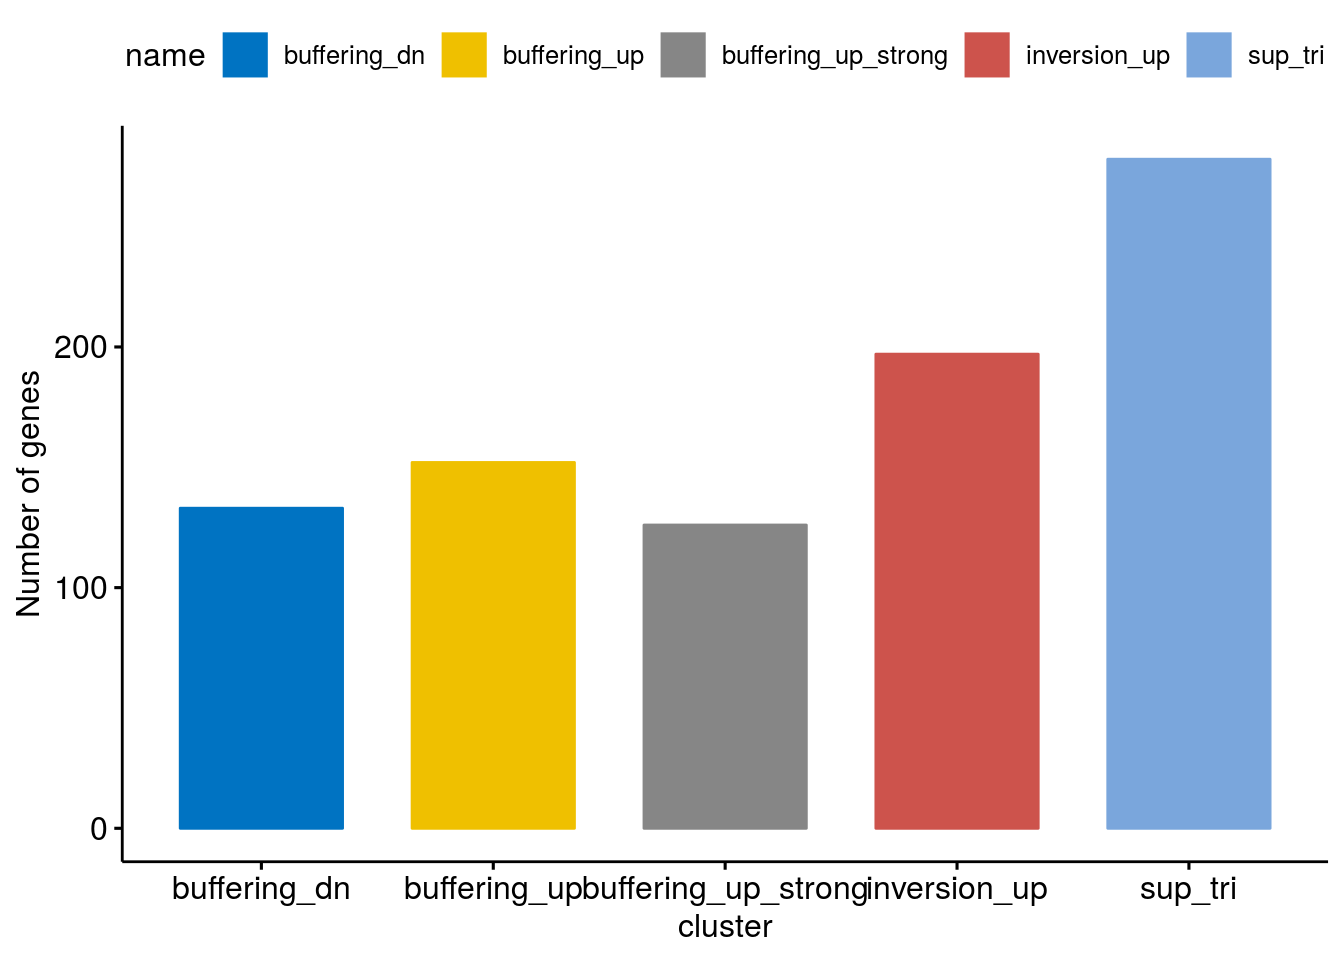 name buffering_dn buffering_up buffering_up_strong inversion_up sup_tri
Number of genes
200
100
0
buffering_dn buffering_up buffering_up_strong inversion_up sup_tri
cluster